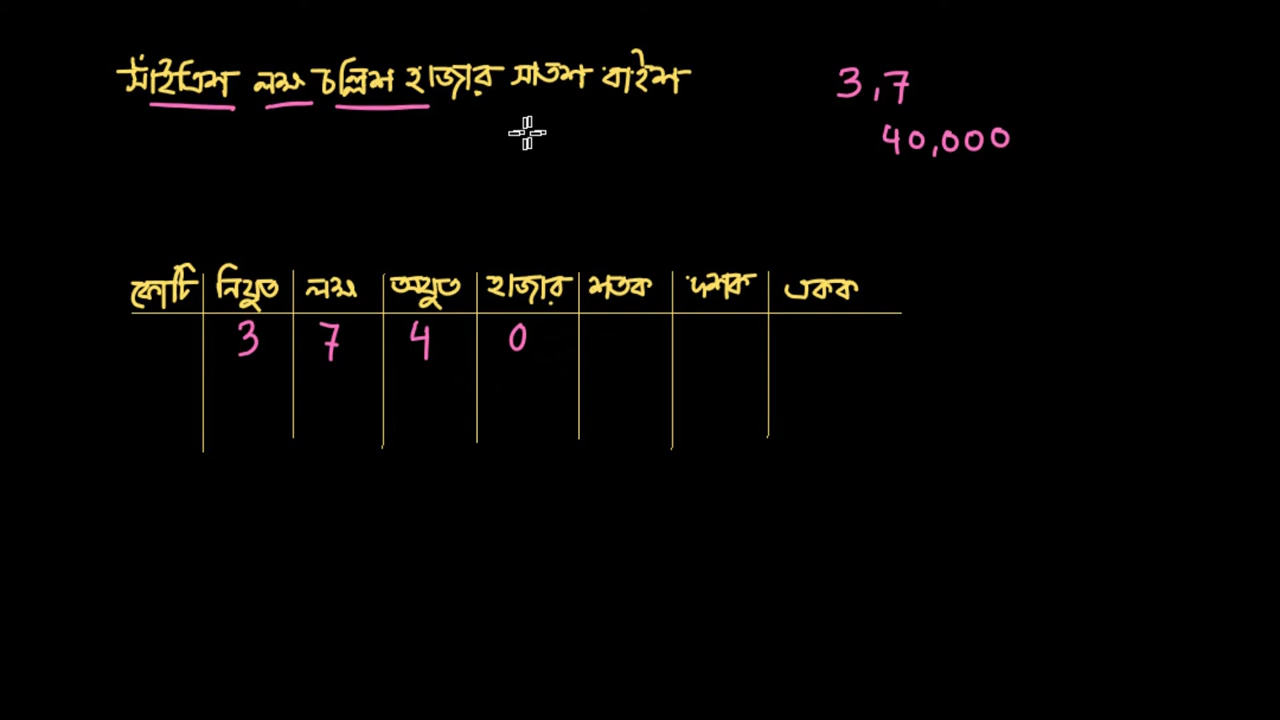 সাঁইত্রিশ লক্ষ চল্লিশ হাজার সাতশ বাইশ
3,7
40,000
কোটি নিযুত লক্ষ অযুত হাজার শতক দশক একক
3 7 4 0